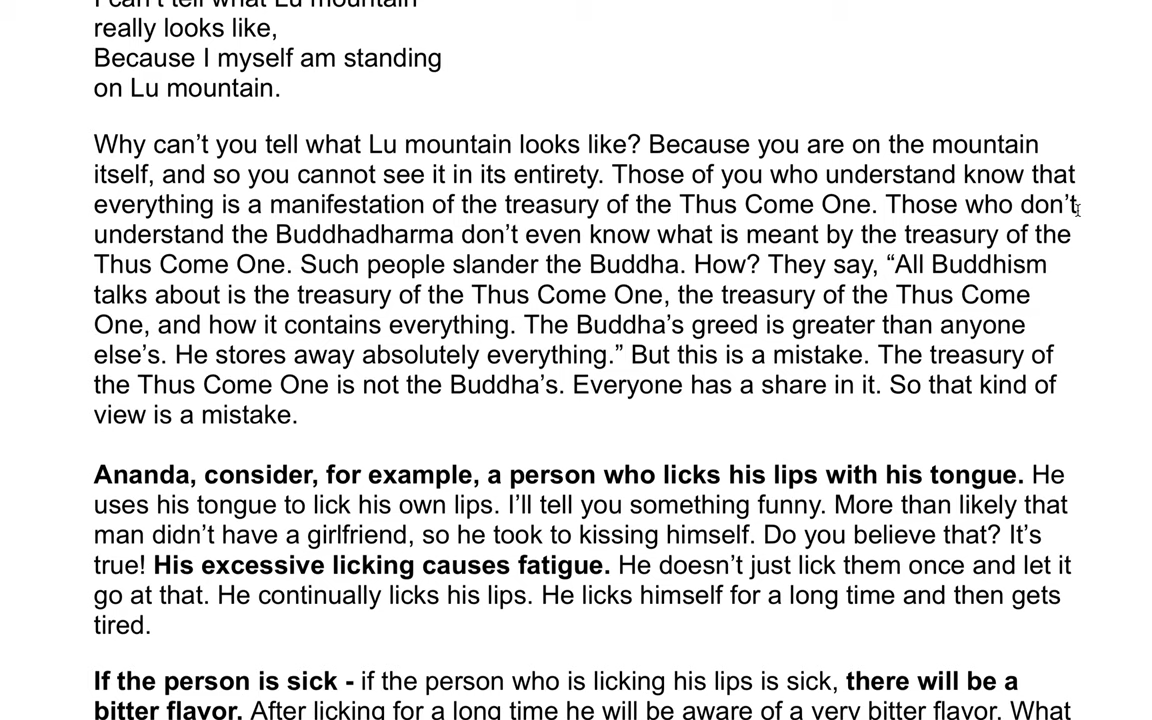 I can't tell what Lu mountain
really looks like,
Because I myself am standing
on Lu mountain.
Why can't you tell what Lu mountain looks like? Because you are on the mountain
itself, and so you cannot see it in its entirety. Those of you who understand know that
everything is a manifestation of the treasury of the Thus Come One. Those who don't
understand the Buddhadharma don't even know what is meant by the treasury of the
Thus Come One. Such people slander the Buddha. How? They say, “All Buddhism
talks about is the treasury of the Thus Come One, the treasury of the Thus Come
One, and how it contains everything. The Buddha's greed is greater than anyone
else's. He stores away absolutely everything.” But this is a mistake. The treasury of
the Thus Come One is not the Buddha's. Everyone has a share in it. So that kind of
view is a mistake.
Ananda, consider, for example, a person who licks his lips with his tongue. He
uses his tongue to lick his own lips. I'll tell you something funny. More than likely that
man didn't have a girlfriend, so he took to kissing himself. Do you believe that? It's
true! His excessive licking causes fatigue. He doesn't just lick them once and let it
go at that. He continually licks his lips. He licks himself for a long time and then gets
tired.
If the person is sick - if the person who is licking his lips is sick, there will be a
bitter flavor. After licking for a long time he will be aware of a very bitter flavor. What